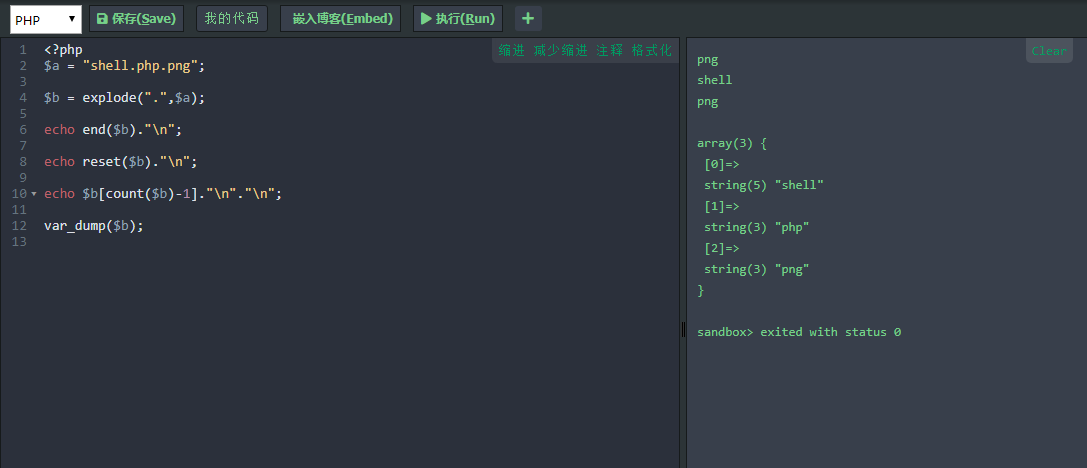 PHP 保存(Save) 我的代码 嵌入博客(Embed) 执行(Run) +
缩进 减少缩进 注释 格式化
1 <?php
2 $a = "shell.php.png";
3
4 $b = explode(".",$a);
5
6 echo end($b)."\n";
7
8 echo reset($b)."\n";
9
10 echo $b[count($b)-1]."\n"."\n";
11
12 var_dump($b);
13
Clear
png
shell
png
array(3) {
[0]=>
string(5) "shell"
[1]=>
string(3) "php"
[2]=>
string(3) "png"
}
sandbox> exited with status 0